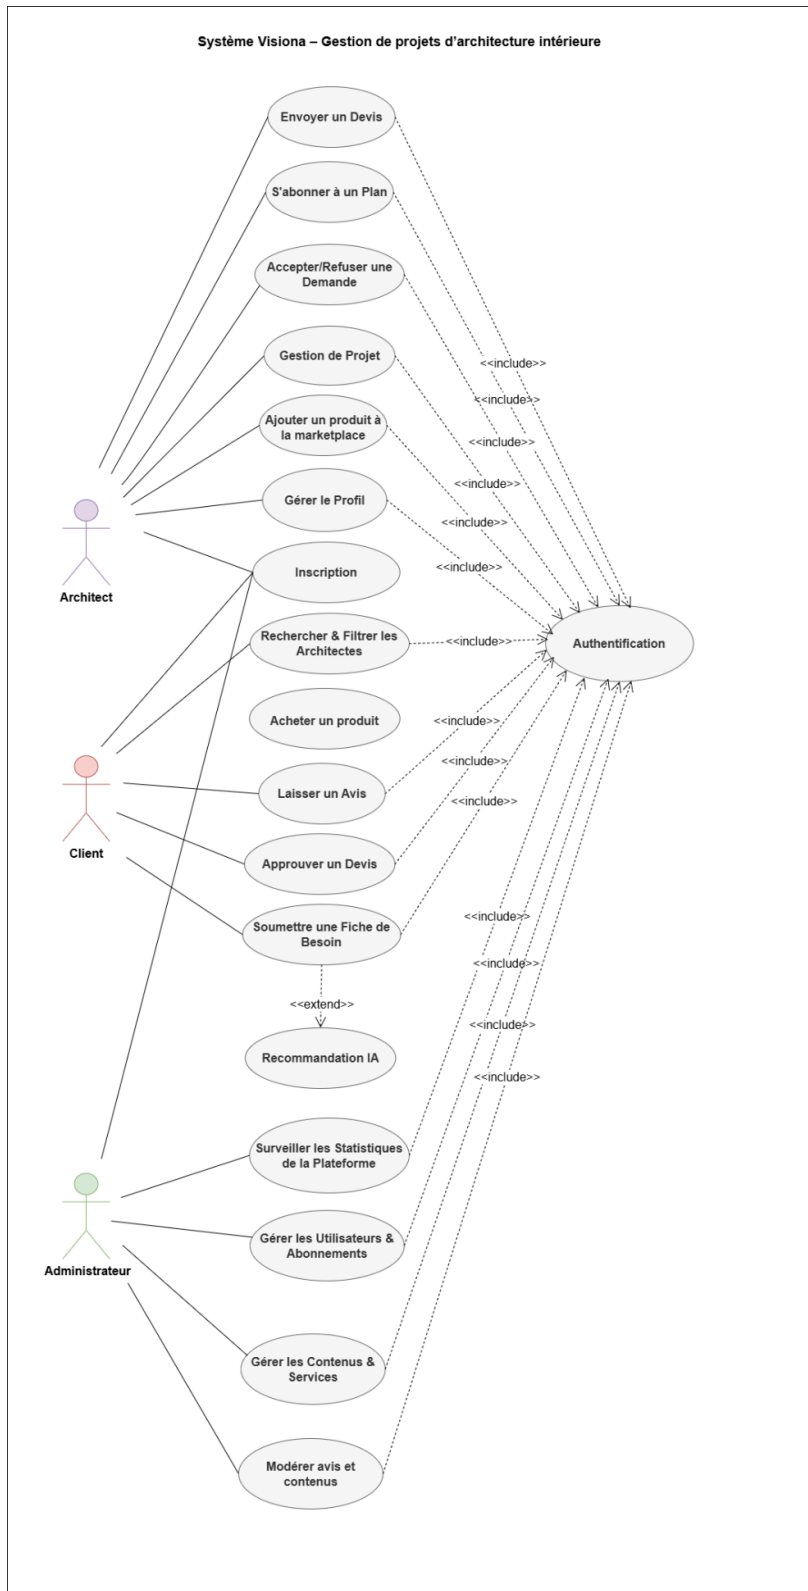 Système Visiona – Gestion de projets d'architecture intérieure
Envoyer un Devis
S'abonner à un Plan
Accepter/Refuser une
Demande
Gestion de Projet
<<include>>
<<include>>
Ajouter un produit à
la marketplace
<<include>>
<<include>>
Gérer le Profil
<<include>>
Architect
Inscription
<<include>>
Rechercher & Filtrer les
Architectes
<<include>>
Authentification
Acheter un produit
<<include>>
<<include>>
Laisser un Avis
<<include>>
Client
Approuver un Devis
Soumettre une Fiche de
Besoin
<<include>>
<<include>>
<<extend>>
<<include>>
Recommandation IA
<<include>>
Surveiller les Statistiques
de la Plateforme
Gérer les Utilisateurs &
Abonnements
Administrateur
Gérer les Contenus &
Services
Modérer avis et
contenus